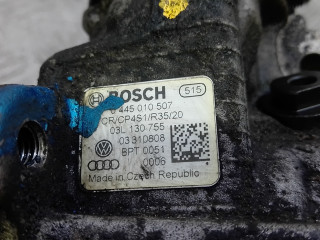 BOSCH 515
0 445 010 507
CR/CP4S1/R35/20
03L 130 755
03310808
BPT 0051
0006
Made in Czech Republic